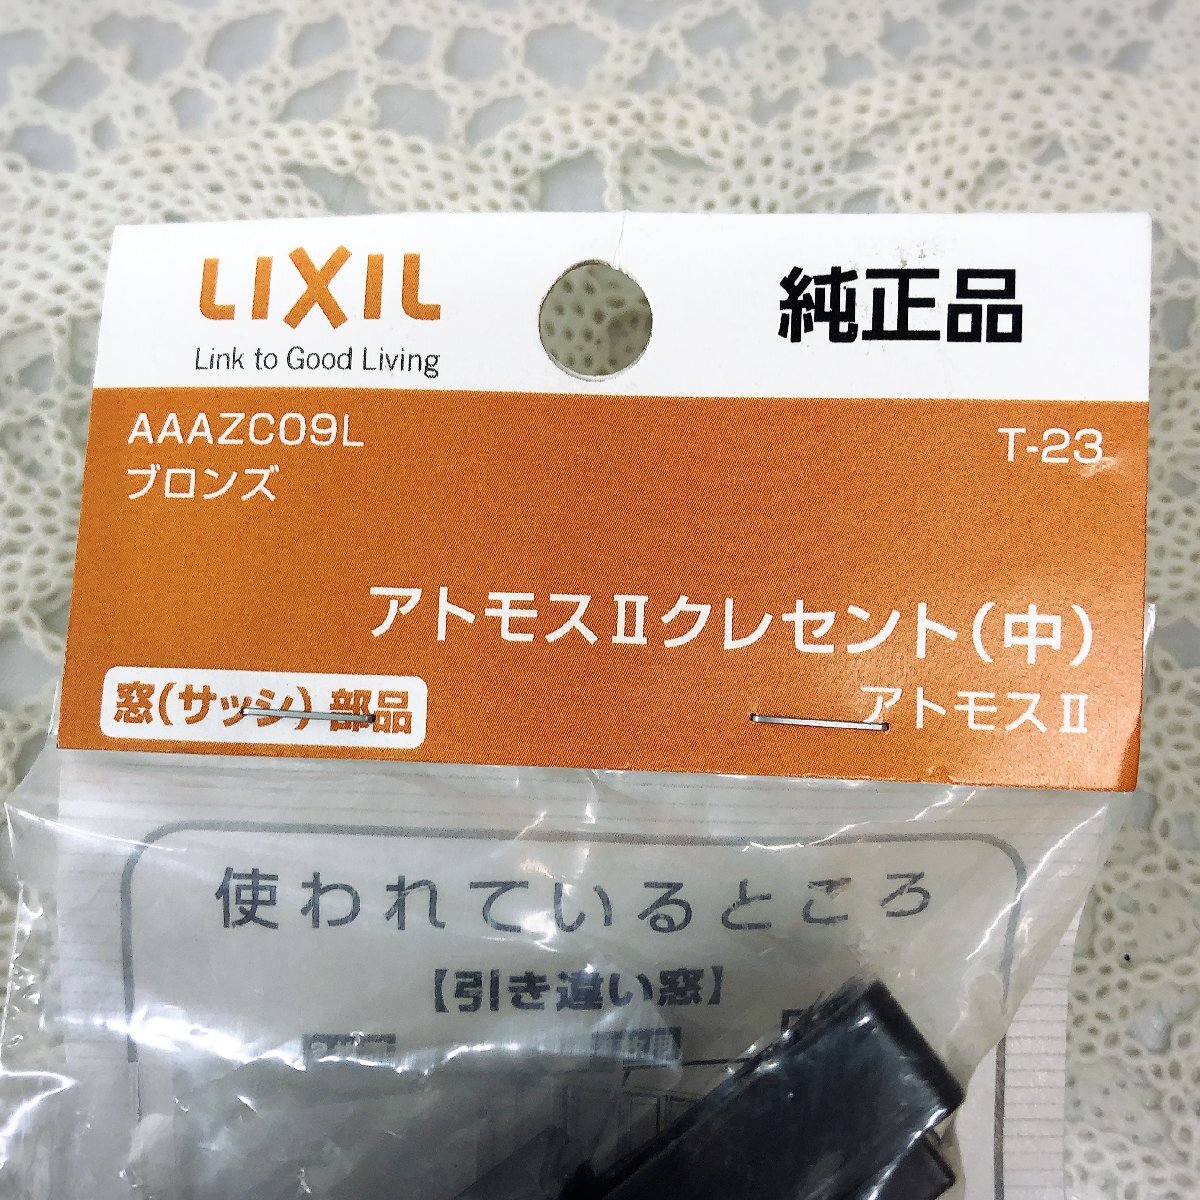 LIXIL
Link to Good Living
純正品
AAAZC09L
T-23
ブロンズ
アトモスⅡクレセント(中)
アトモスⅡ
窓(サッシ)部品
使われているところ
【引き違い窓】